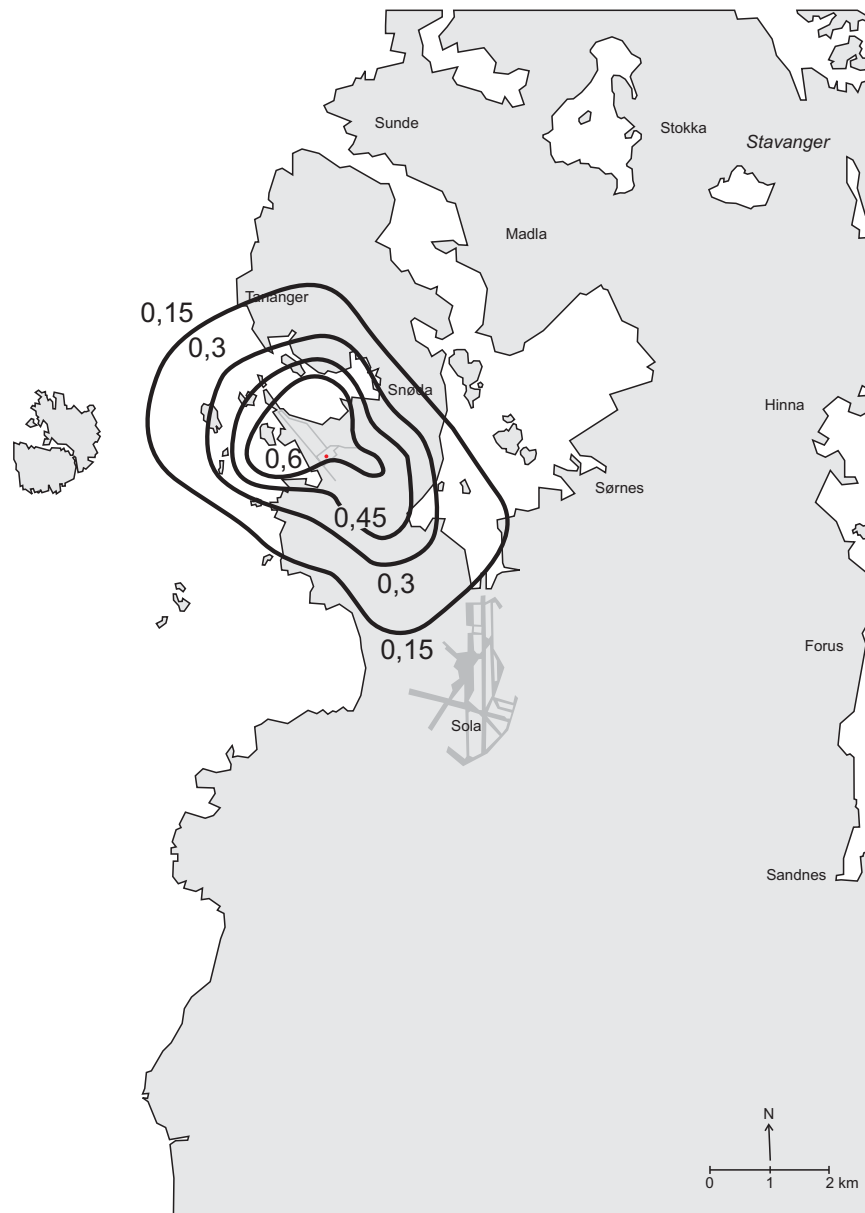 Sunde
Stokka
Stavanger
Madla
Tananger
0,15
0,3
Snøda
Hinna
0,6
Sørnes
0,45
0,3
Forus
0,15
Sola
Sandnes
N
0 1 2 km